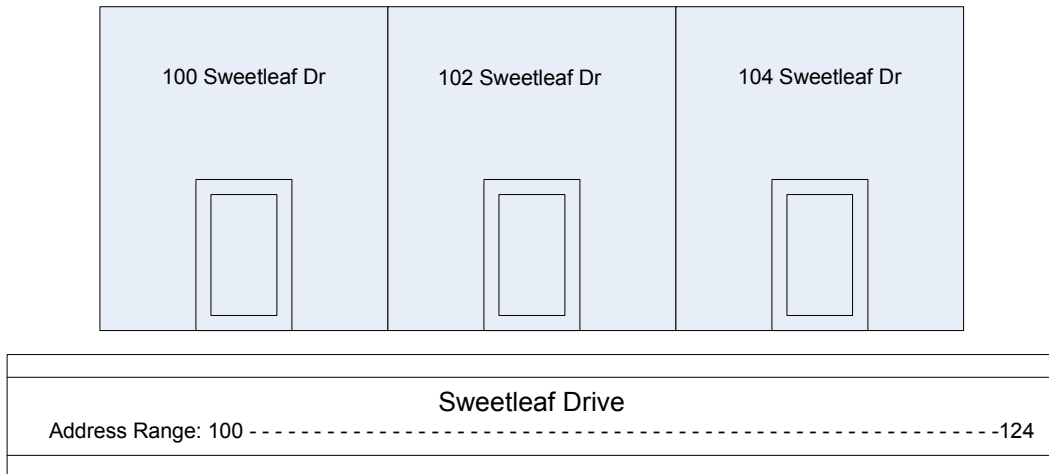 100 Sweetleaf Dr
102 Sweetleaf Dr
104 Sweetleaf Dr
Sweetleaf Drive
Address Range: 100 - - - - - - - - - - - - - - - - - - - - - - - - - - - - - - - - - - - - - - - - - - - - - - - - - - - - - - - - - - - - - - - - - - -124